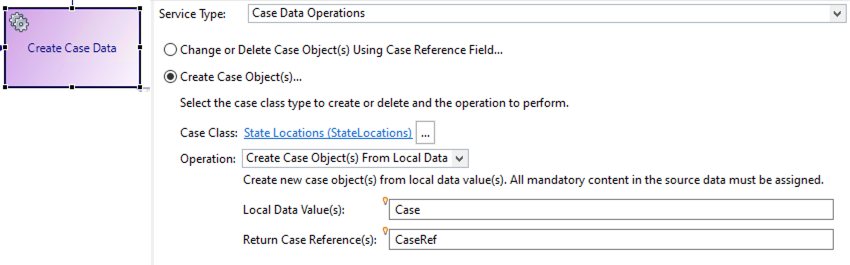 Create Case Data
Service Type: Case Data Operations
Change or Delete Case Object(s) Using Case Reference Field...
Create Case Object(s)...
Select the case class type to create or delete and the operation to perform.
Case Class: State Locations (StateLocations) ...
Operation: Create Case Object(s) From Local Data
Create new case object(s) from local data value(s). All mandatory content in the source data must be assigned.
Local Data Value(s): Case
Return Case Reference(s): CaseRef